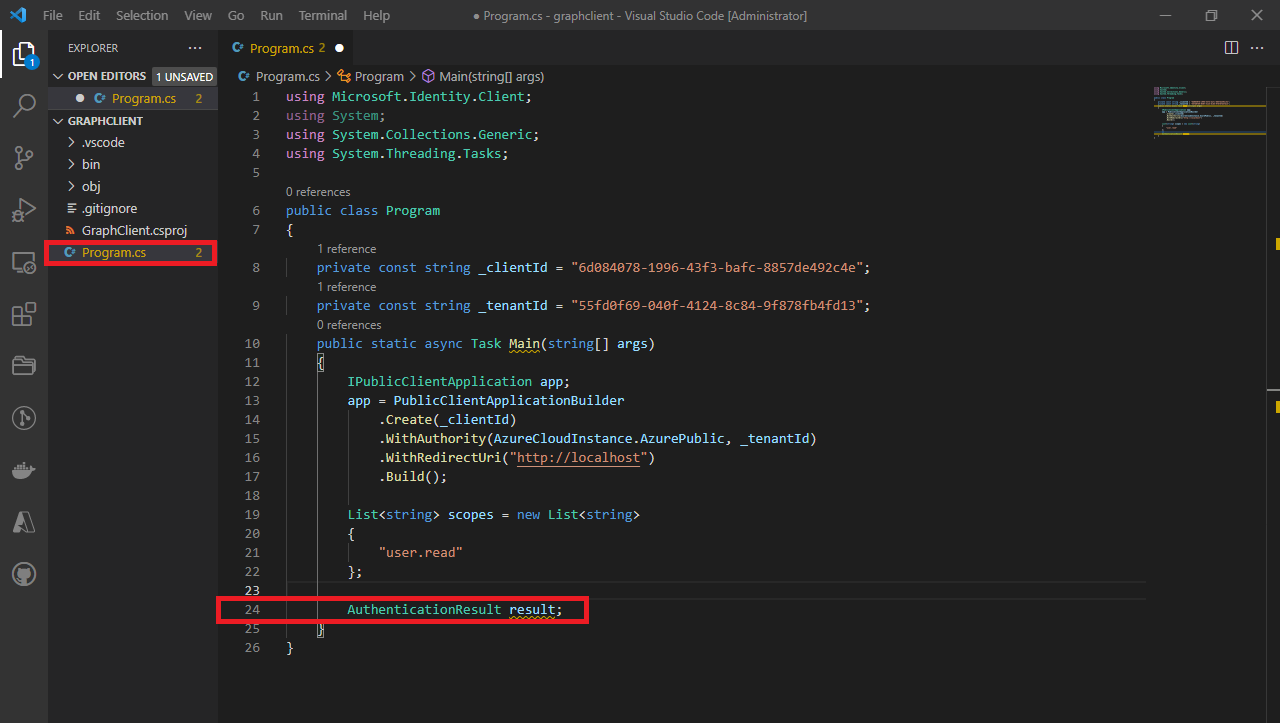 File Edit Selection View Go Run Terminal Help ● Program.cs - graphclient - Visual Studio Code [Administrator]
EXPLORER ···
OPEN EDITORS 1 UNSAVED
● C# Program.cs 2
GRAPHCLIENT
.vscode
bin
obj
.gitignore
GraphClient.csproj
C# Program.cs 2
1
C# Program.cs 2 ●
C# Program.cs > Program > Main(string[] args)
1 using Microsoft.Identity.Client;
2 using System;
3 using System.Collections.Generic;
4 using System.Threading.Tasks;
5
0 references
6 public class Program
7 {
1 reference
8 private const string _clientId = "6d084078-1996-43f3-bafc-8857de492c4e";
1 reference
9 private const string _tenantId = "55fd0f69-040f-4124-8c84-9f878fb4fd13";
0 references
10 public static async Task Main(string[] args)
11 {
12 IPublicClientApplication app;
13 app = PublicClientApplicationBuilder
14 .Create(_clientId)
15 .WithAuthority(AzureCloudInstance.AzurePublic, _tenantId)
16 .WithRedirectUri("http://localhost")
17 .Build();
18
19 List<string> scopes = new List<string>
20 {
21 "user.read"
22 };
23
24 AuthenticationResult result;
25 }
26 }